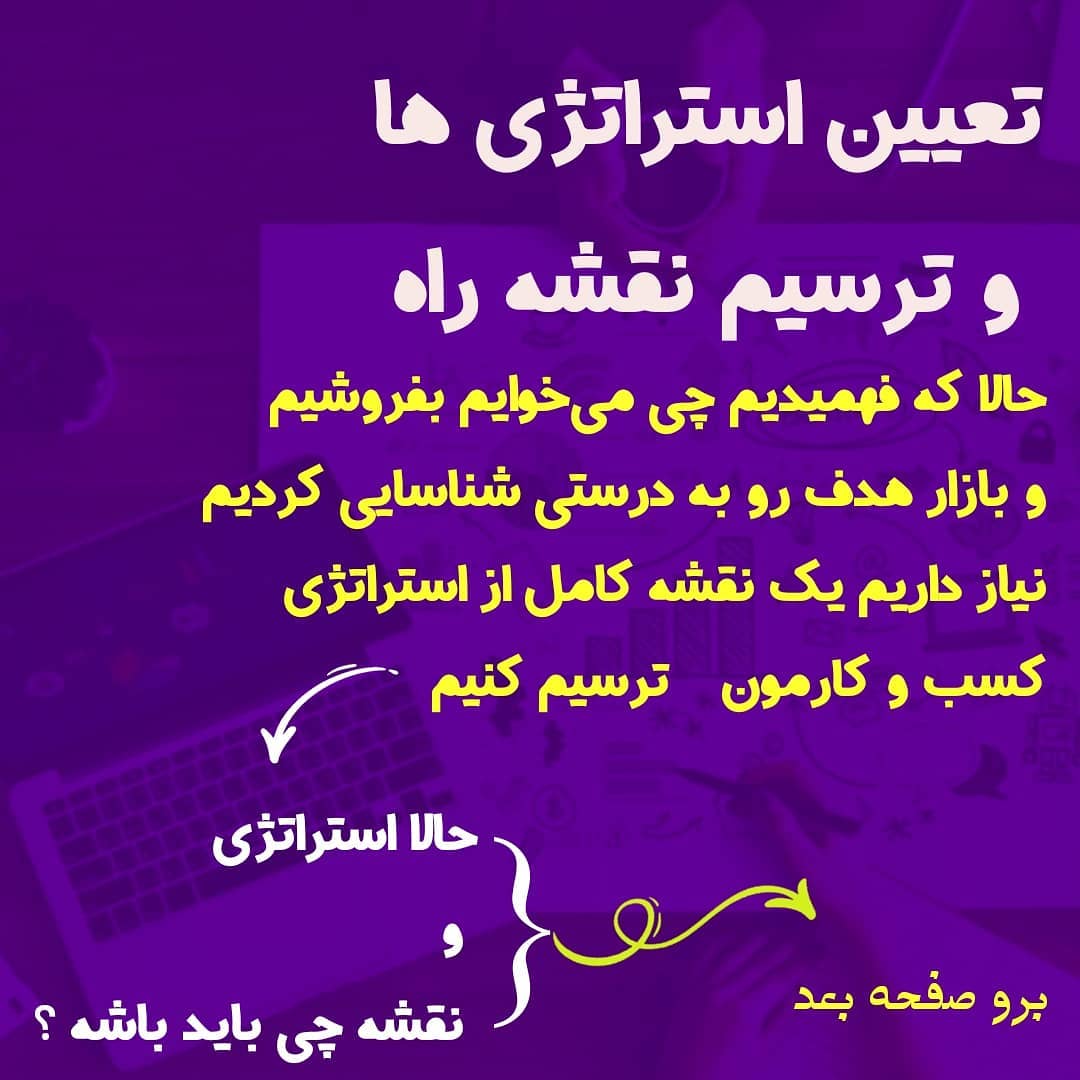 تعیین استراتژی ها
و ترسیم نقشه راه
حالا که فهمیدیم چی می‌خوایم بفروشیم
و بازار هدف رو به درستی شناسایی کردیم
نیاز داریم یک نقشه کامل از استراتژی
کسب و کارمون ترسیم کنیم
حالا استراتژی
و
نقشه چی باید باشه ؟
برو صفحه بعد